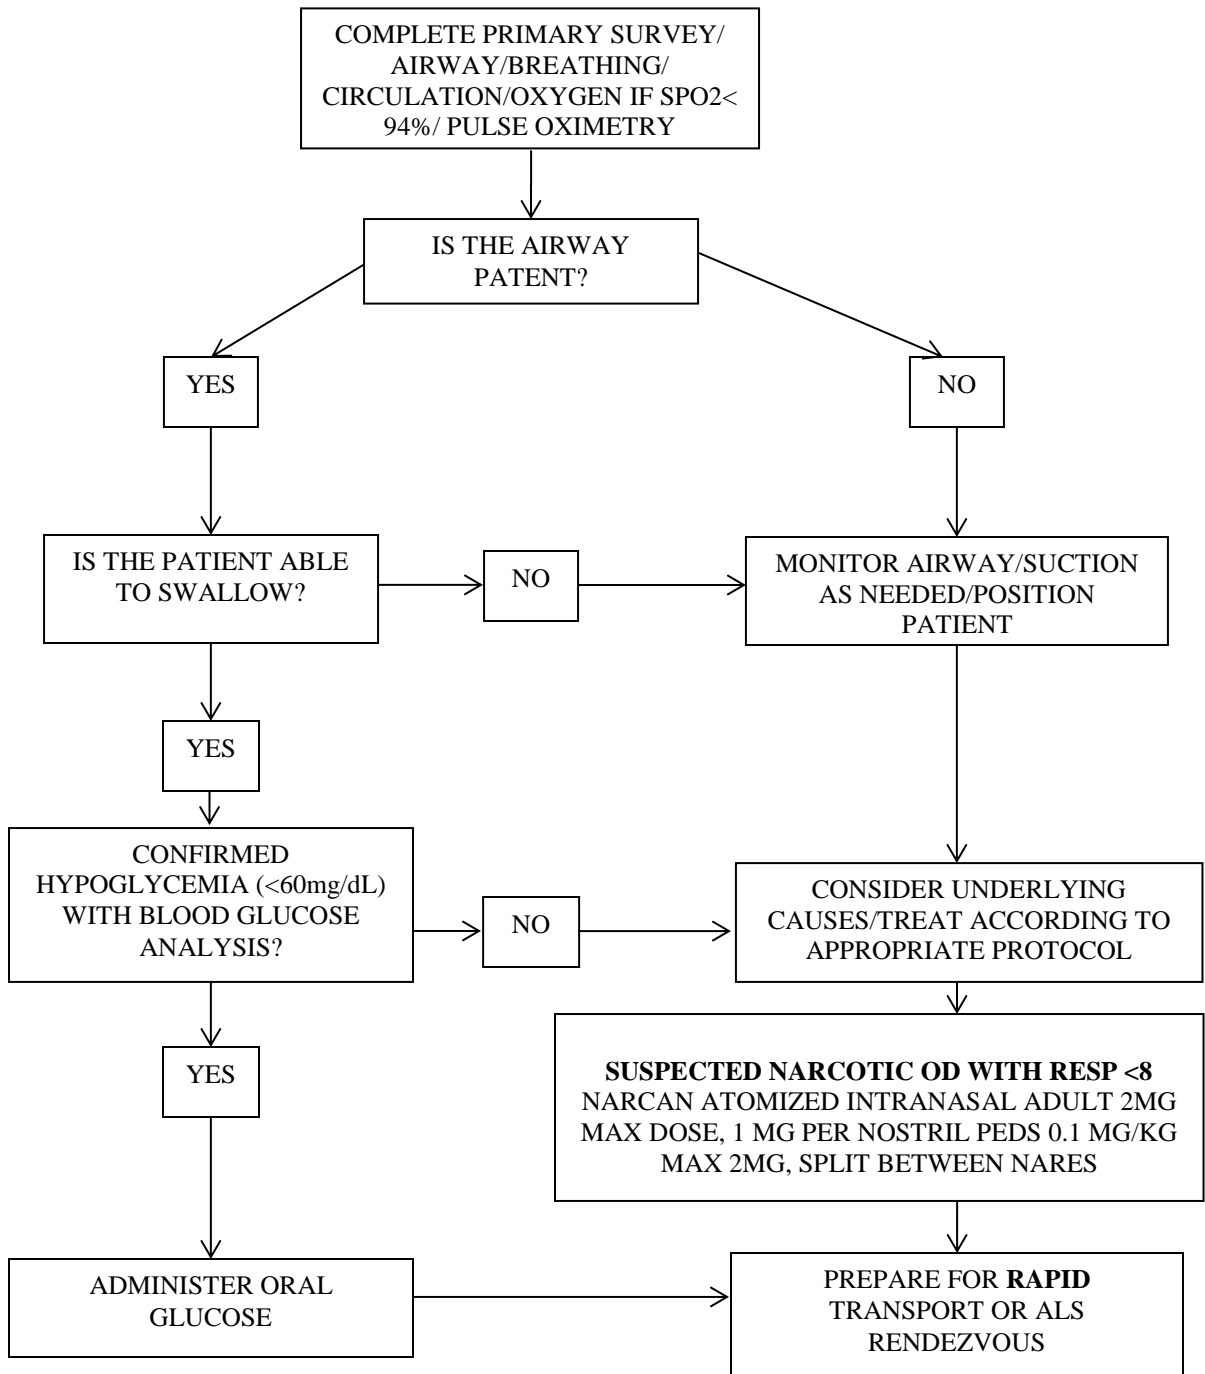 COMPLETE PRIMARY SURVEY/
AIRWAY/BREATHING/
CIRCULATION/OXYGEN IF SPO2<
94%/ PULSE OXIMETRY
IS THE AIRWAY
PATENT?
YES
NO
IS THE PATIENT ABLE
TO SWALLOW?
NO
MONITOR AIRWAY/SUCTION
AS NEEDED/POSITION
PATIENT
YES
CONFIRMED
HYPOGLYCEMIA (<60mg/dL)
WITH BLOOD GLUCOSE
ANALYSIS?
NO
CONSIDER UNDERLYING
CAUSES/TREAT ACCORDING TO
APPROPRIATE PROTOCOL
YES
SUSPECTED NARCOTIC OD WITH RESP <8
NARCAN ATOMIZED INTRANASAL ADULT 2MG
MAX DOSE, 1 MG PER NOSTRIL PEDS 0.1 MG/KG
MAX 2MG, SPLIT BETWEEN NARES
ADMINISTER ORAL
GLUCOSE
PREPARE FOR RAPID
TRANSPORT OR ALS
RENDEZVOUS